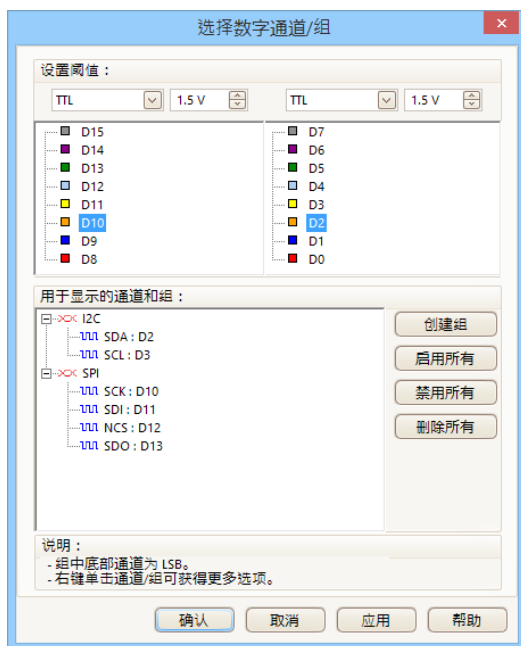 选择数字通道/组
设置阈值：
TTL 1.5 V TTL 1.5 V
D15 D7
D14 D6
D13 D5
D12 D4
D11 D3
D10 D2
D9 D1
D8 D0
用于显示的通道和组：
I2C
SDA : D2
SCL : D3
SPI
SCK : D10
SDI : D11
NCS : D12
SDO : D13
创建组
启用所有
禁用所有
删除所有
说明：
- 组中底部通道为 LSB。
- 右键单击通道/组可获得更多选项。
确认 取消 应用 帮助